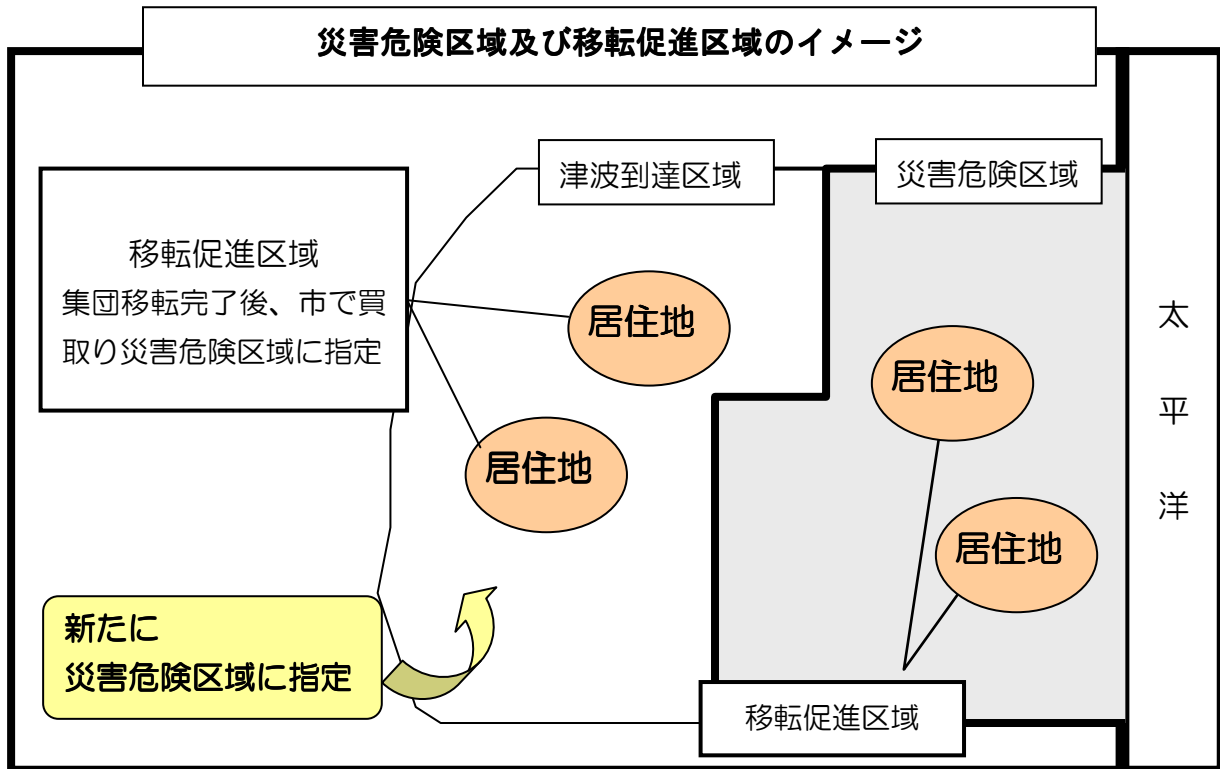 災害危険区域及び移転促進区域のイメージ
津波到達区域
災害危険区域
移転促進区域
集団移転完了後、市で買
取り災害危険区域に指定
居住地
居住地
居住地
居住地
太平洋
新たに
災害危険区域に指定
移転促進区域